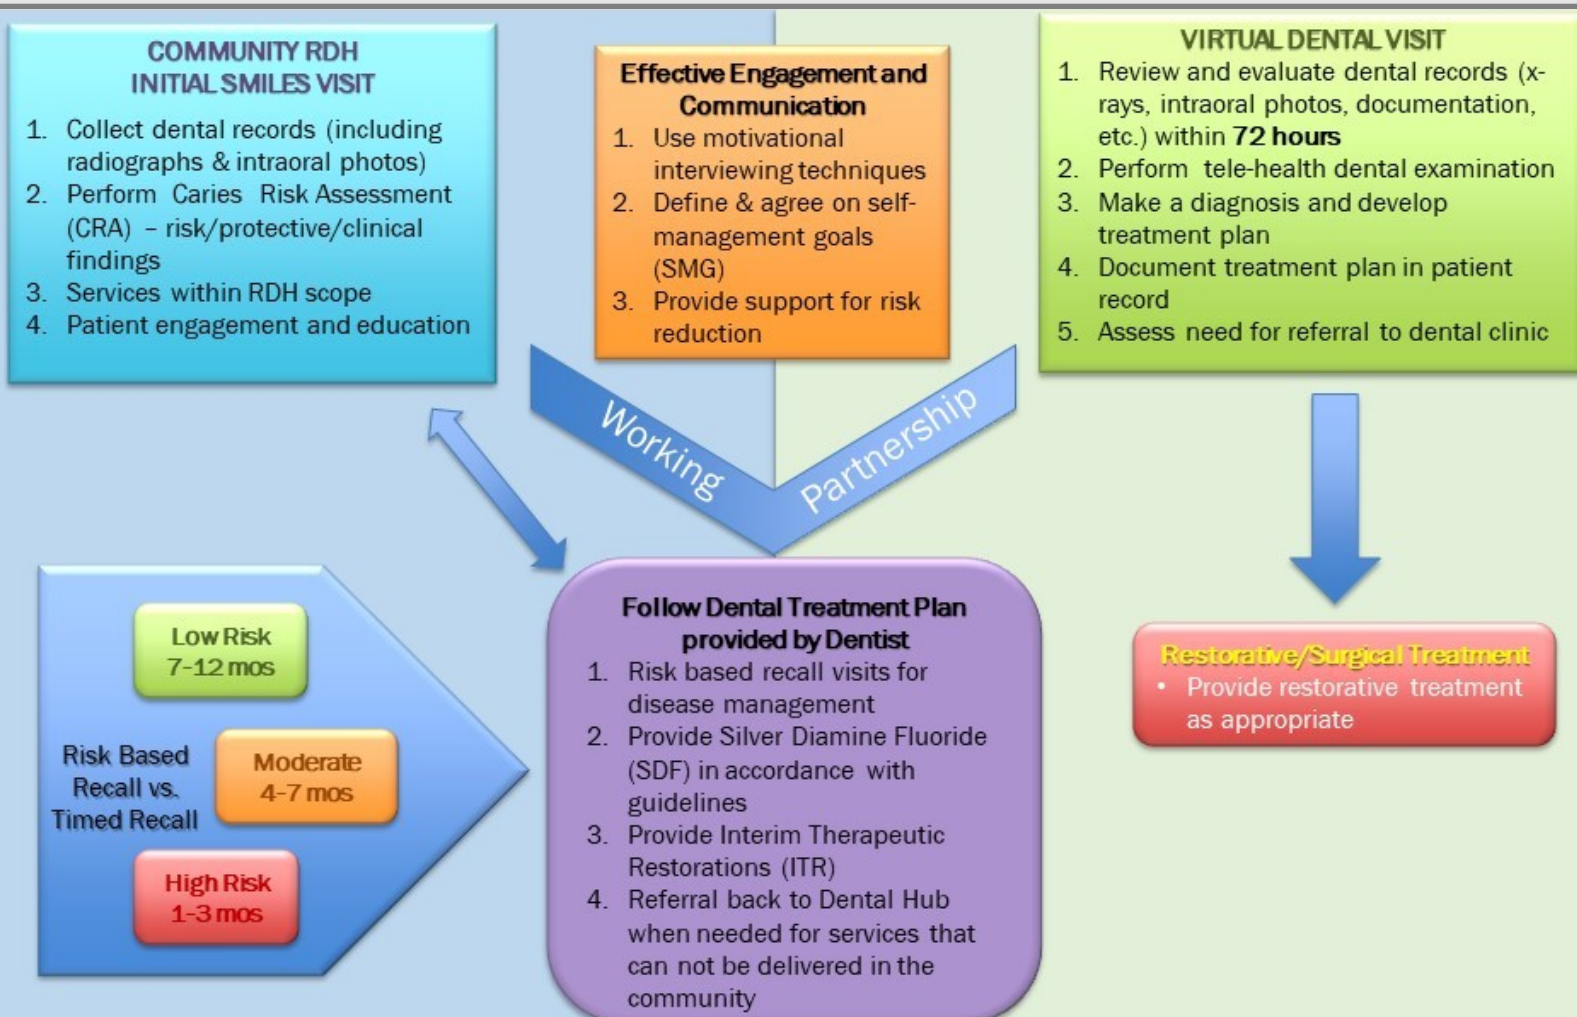 COMMUNITY RDH
INITIAL SMILES VISIT
1. Collect dental records (including
radiographs & intraoral photos)
2. Perform Caries Risk Assessment
(CRA) – risk/protective/clinical
findings
3. Services within RDH scope
4. Patient engagement and education
Effective Engagement and
Communication
1. Use motivational
interviewing techniques
2. Define & agree on self-
management goals
(SMG)
3. Provide support for risk
reduction
VIRTUAL DENTAL VISIT
1. Review and evaluate dental records (x-
rays, intraoral photos, documentation,
etc.) within 72 hours
2. Perform tele-health dental examination
3. Make a diagnosis and develop
treatment plan
4. Document treatment plan in patient
record
5. Assess need for referral to dental clinic
Working
Partnership
Low Risk
7-12 mos
Risk Based
Recall vs.
Timed Recall
Moderate
4-7 mos
High Risk
1-3 mos
Follow Dental Treatment Plan
provided by Dentist
1. Risk based recall visits for
disease management
2. Provide Silver Diamine Fluoride
(SDF) in accordance with
guidelines
3. Provide Interim Therapeutic
Restorations (ITR)
4. Referral back to Dental Hub
when needed for services that
can not be delivered in the
community
Restorative/Surgical Treatment
• Provide restorative treatment
as appropriate